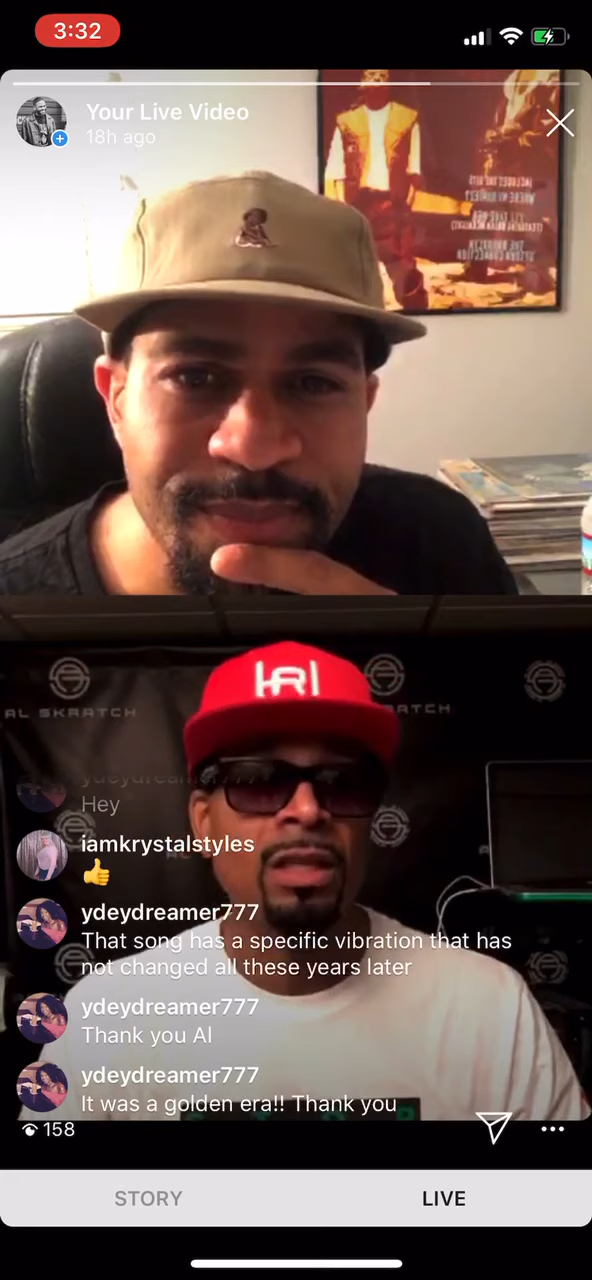 3:32
Your Live Video
18h ago
AL SKRATCH
ydeydreamer777
Hey
iamkrystalstyles
ydeydreamer777
That song has a specific vibration that has
not changed all these years later
ydeydreamer777
Thank you Al
ydeydreamer777
It was a golden era!! Thank you
158
STORY
LIVE